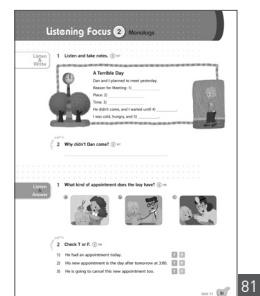 Listening Focus 2 Monologs
Listen & Write
1 Listen and take notes.
A Terrible Day
Dan and I planned to meet yesterday.
Reason for Meeting: 1)
Place: 2)
Time: 3)
He didn't come, and I waited until 4)
I was cold, hungry, and 5)
2 Why didn't Dan come?
Listen & Answer
1 What kind of appointment does the boy have?
a b c
2 Check T or F.
1) He had an appointment today. T F
2) His new appointment is the day after tomorrow at 3:00. T F
3) He is going to cancel this new appointment too. T F
81